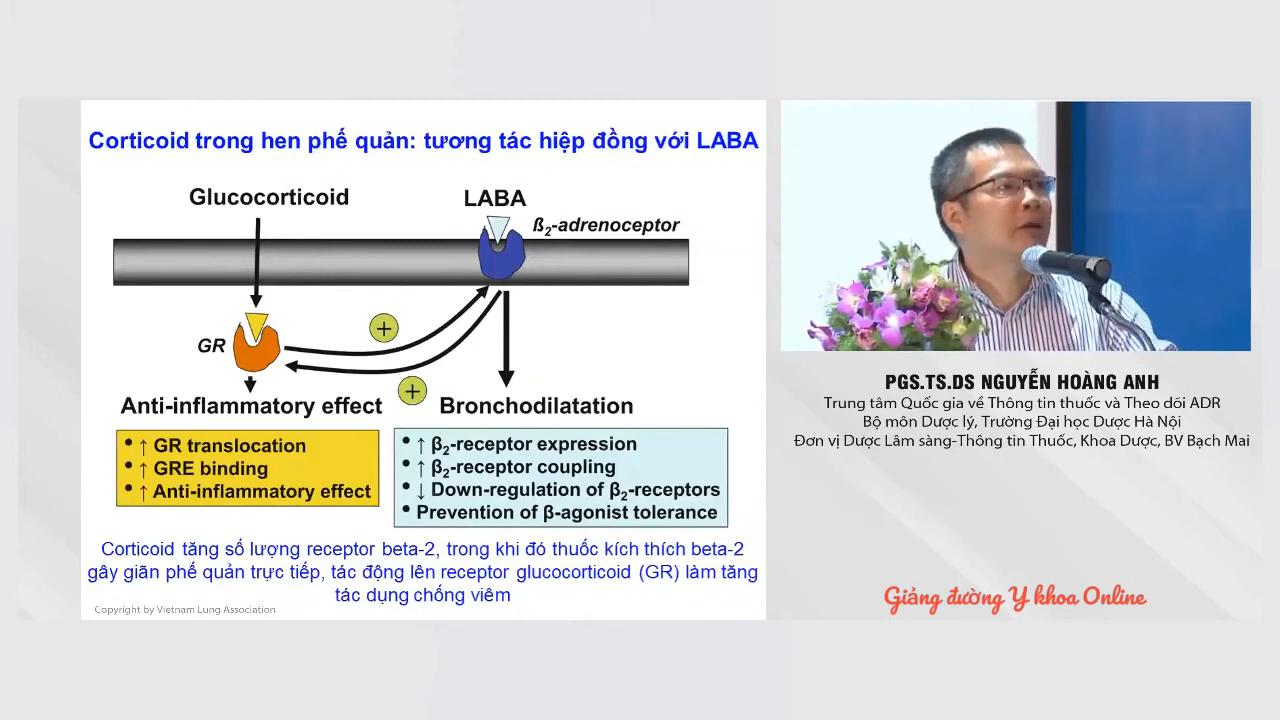 Corticoid trong hen phế quản: tương tác hiệp đồng với LABA
Glucocorticoid
LABA
ß2-adrenoceptor
GR
+
+
Anti-inflammatory effect
Bronchodilatation
• ↑ GR translocation
• ↑ GRE binding
• ↑ Anti-inflammatory effect
• ↑ β2-receptor expression
• ↑ β2-receptor coupling
• ↓ Down-regulation of β2-receptors
• Prevention of β-agonist tolerance
Corticoid tăng số lượng receptor beta-2, trong khi đó thuốc kích thích beta-2
gây giãn phế quản trực tiếp, tác động lên receptor glucocorticoid (GR) làm tăng
tác dụng chống viêm
Copyright by Vietnam Lung Association
PGS.TS.DS NGUYỄN HOÀNG ANH
Trung tâm Quốc gia về Thông tin thuốc và Theo dõi ADR
Bộ môn Dược lý, Trường Đại học Dược Hà Nội
Đơn vị Dược Lâm sàng-Thông tin Thuốc, Khoa Dược, BV Bạch Mai
Giảng đường Y khoa Online